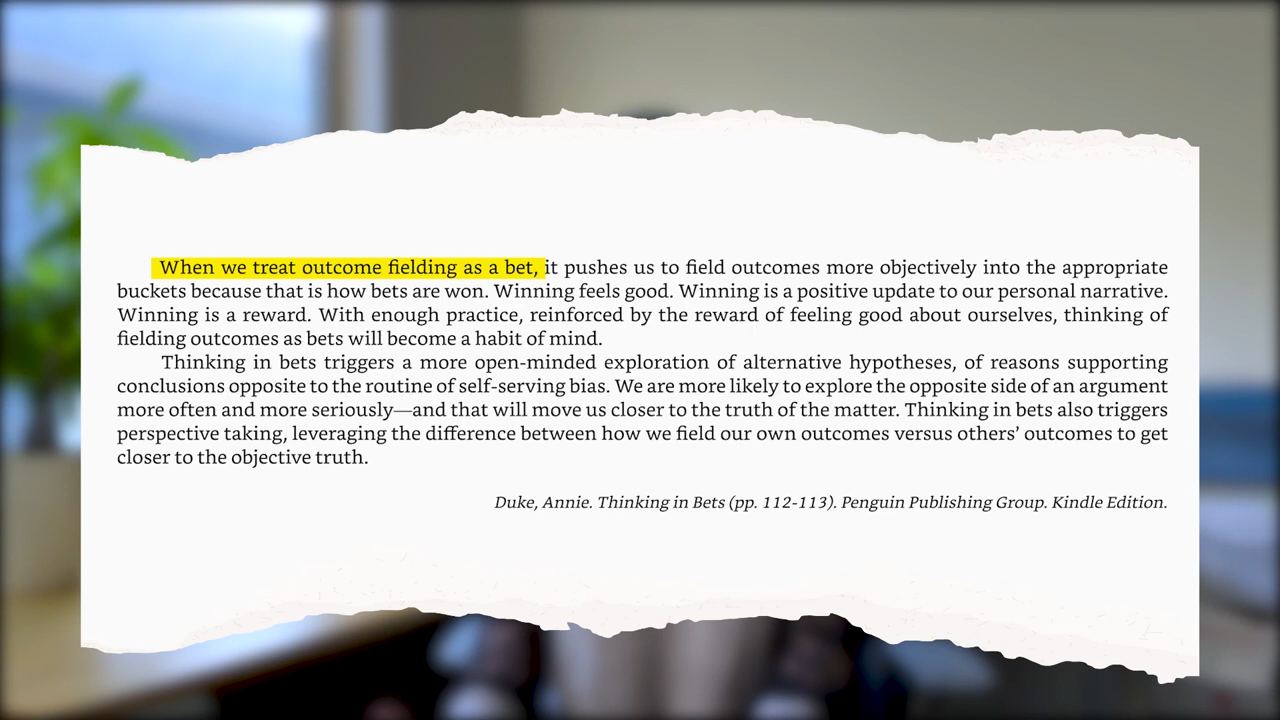 When we treat outcome fielding as a bet, it pushes us to field outcomes more objectively into the appropriate
buckets because that is how bets are won. Winning feels good. Winning is a positive update to our personal narrative.
Winning is a reward. With enough practice, reinforced by the reward of feeling good about ourselves, thinking of
fielding outcomes as bets will become a habit of mind.
Thinking in bets triggers a more open-minded exploration of alternative hypotheses, of reasons supporting
conclusions opposite to the routine of self-serving bias. We are more likely to explore the opposite side of an argument
more often and more seriously—and that will move us closer to the truth of the matter. Thinking in bets also triggers
perspective taking, leveraging the difference between how we field our own outcomes versus others’ outcomes to get
closer to the objective truth.
Duke, Annie. Thinking in Bets (pp. 112-113). Penguin Publishing Group. Kindle Edition.